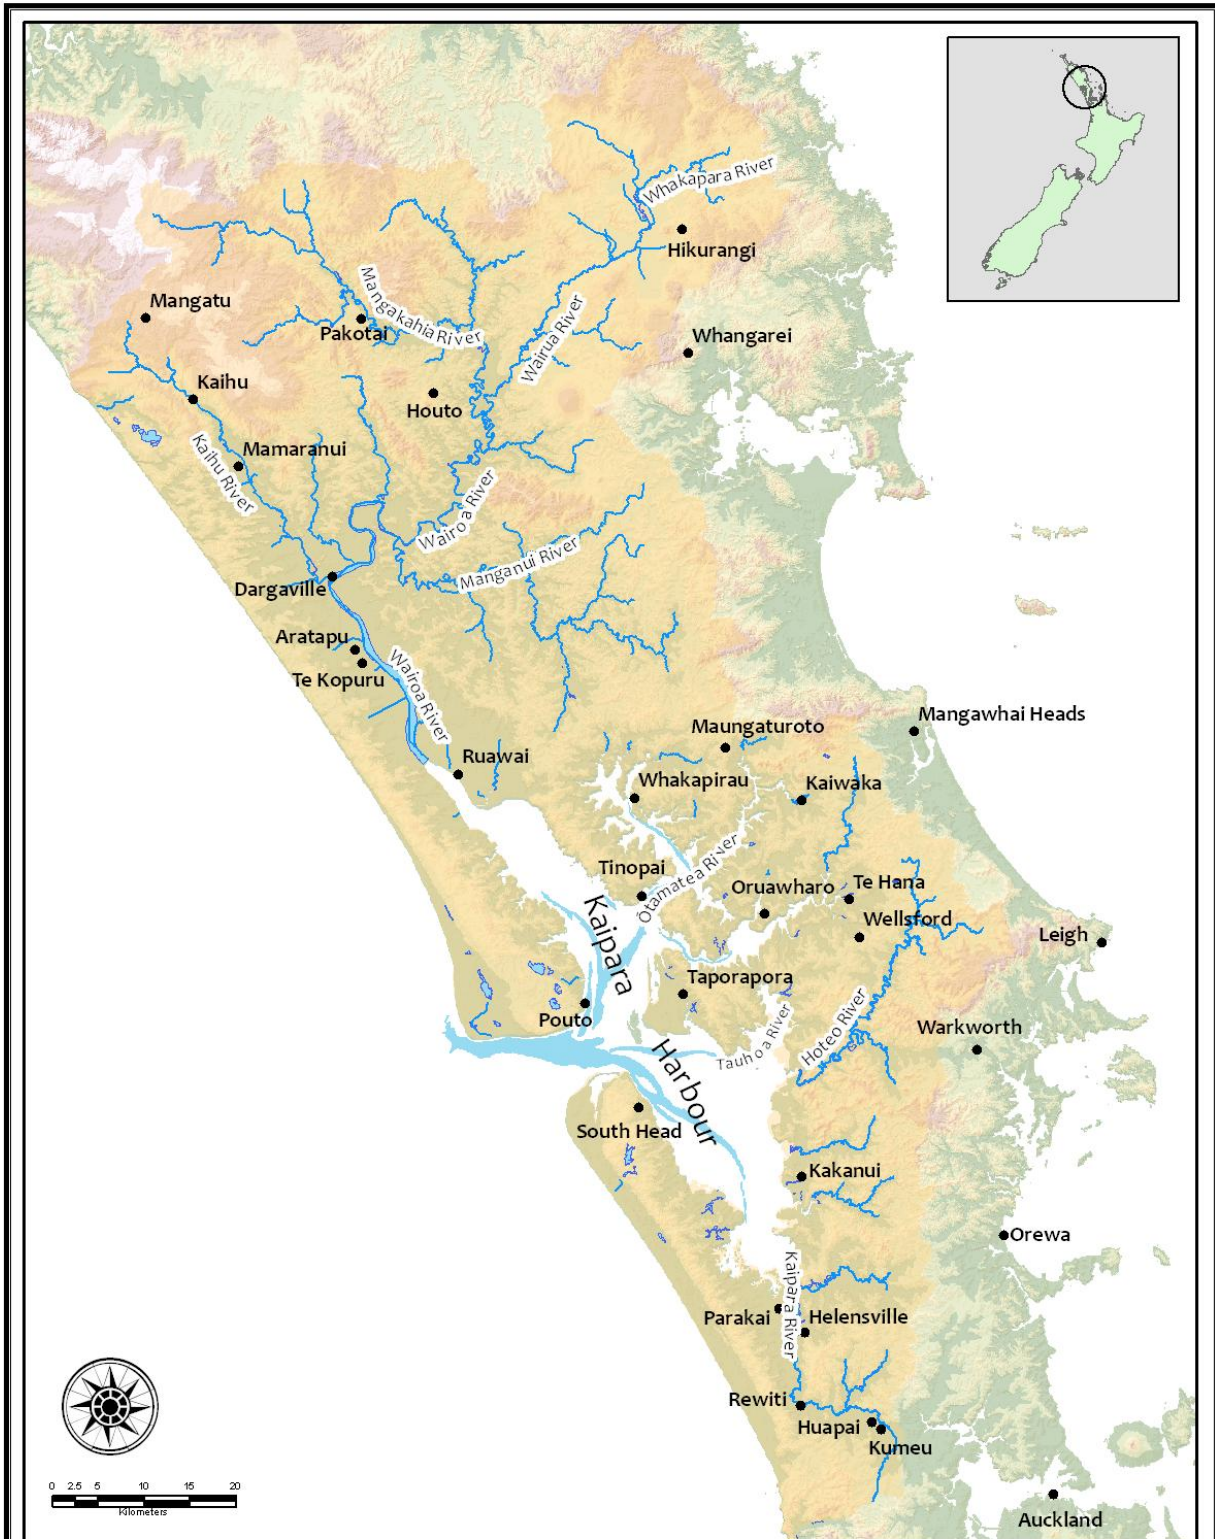 Whakapara River
Hikurangi
Mangatu
Mangakahia River
Pakotai
Wairua River
Whangarei
Kaihu
Houto
Kaihu River
Mamaranui
Wairoa River
Manganui River
Dargaville
Aratapu
Te Kopuru
Wairoa River
Mangawhai Heads
Maungaturoto
Ruawai
Whakapirau
Kaiwaka
Tinopai
Ōtamatea River
Oruawharo
Te Hana
Wellsford
Leigh
Kaipara
Harbour
Taporapora
Pouto
Tauhoa River
Hoteo River
Warkworth
South Head
Kakanui
Orewa
Kaipara River
Parakai
Helensville
Rewiti
Huapai
Kumeu
Auckland
0 2.5 5 10 15 20
Kilometers